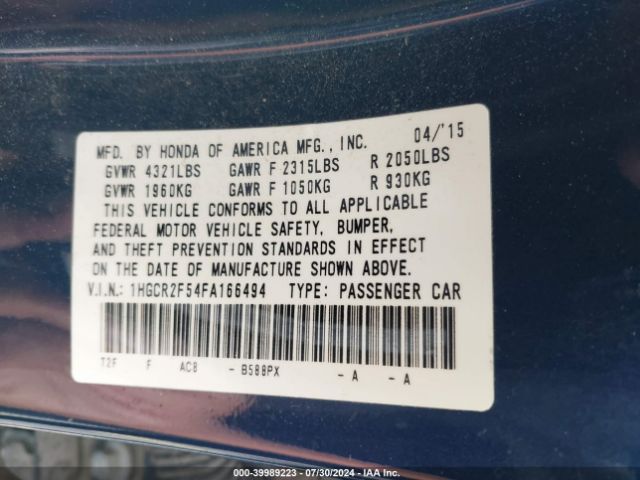 MFD. BY HONDA OF AMERICA MFG., INC. 04/'15
GVWR 4321LBS GAWR F 2315LBS R 2050LBS
GVWR 1960KG GAWR F 1050KG R 930KG
THIS VEHICLE CONFORMS TO ALL APPLICABLE
FEDERAL MOTOR VEHICLE SAFETY, BUMPER,
AND THEFT PREVENTION STANDARDS IN EFFECT
ON THE DATE OF MANUFACTURE SHOWN ABOVE.
V.I.N.: 1HGCR2F54FA166494 TYPE: PASSENGER CAR
T2F F AC8 - B588PX - A - A
000-39989223 - 07/30/2024 - IAA Inc.